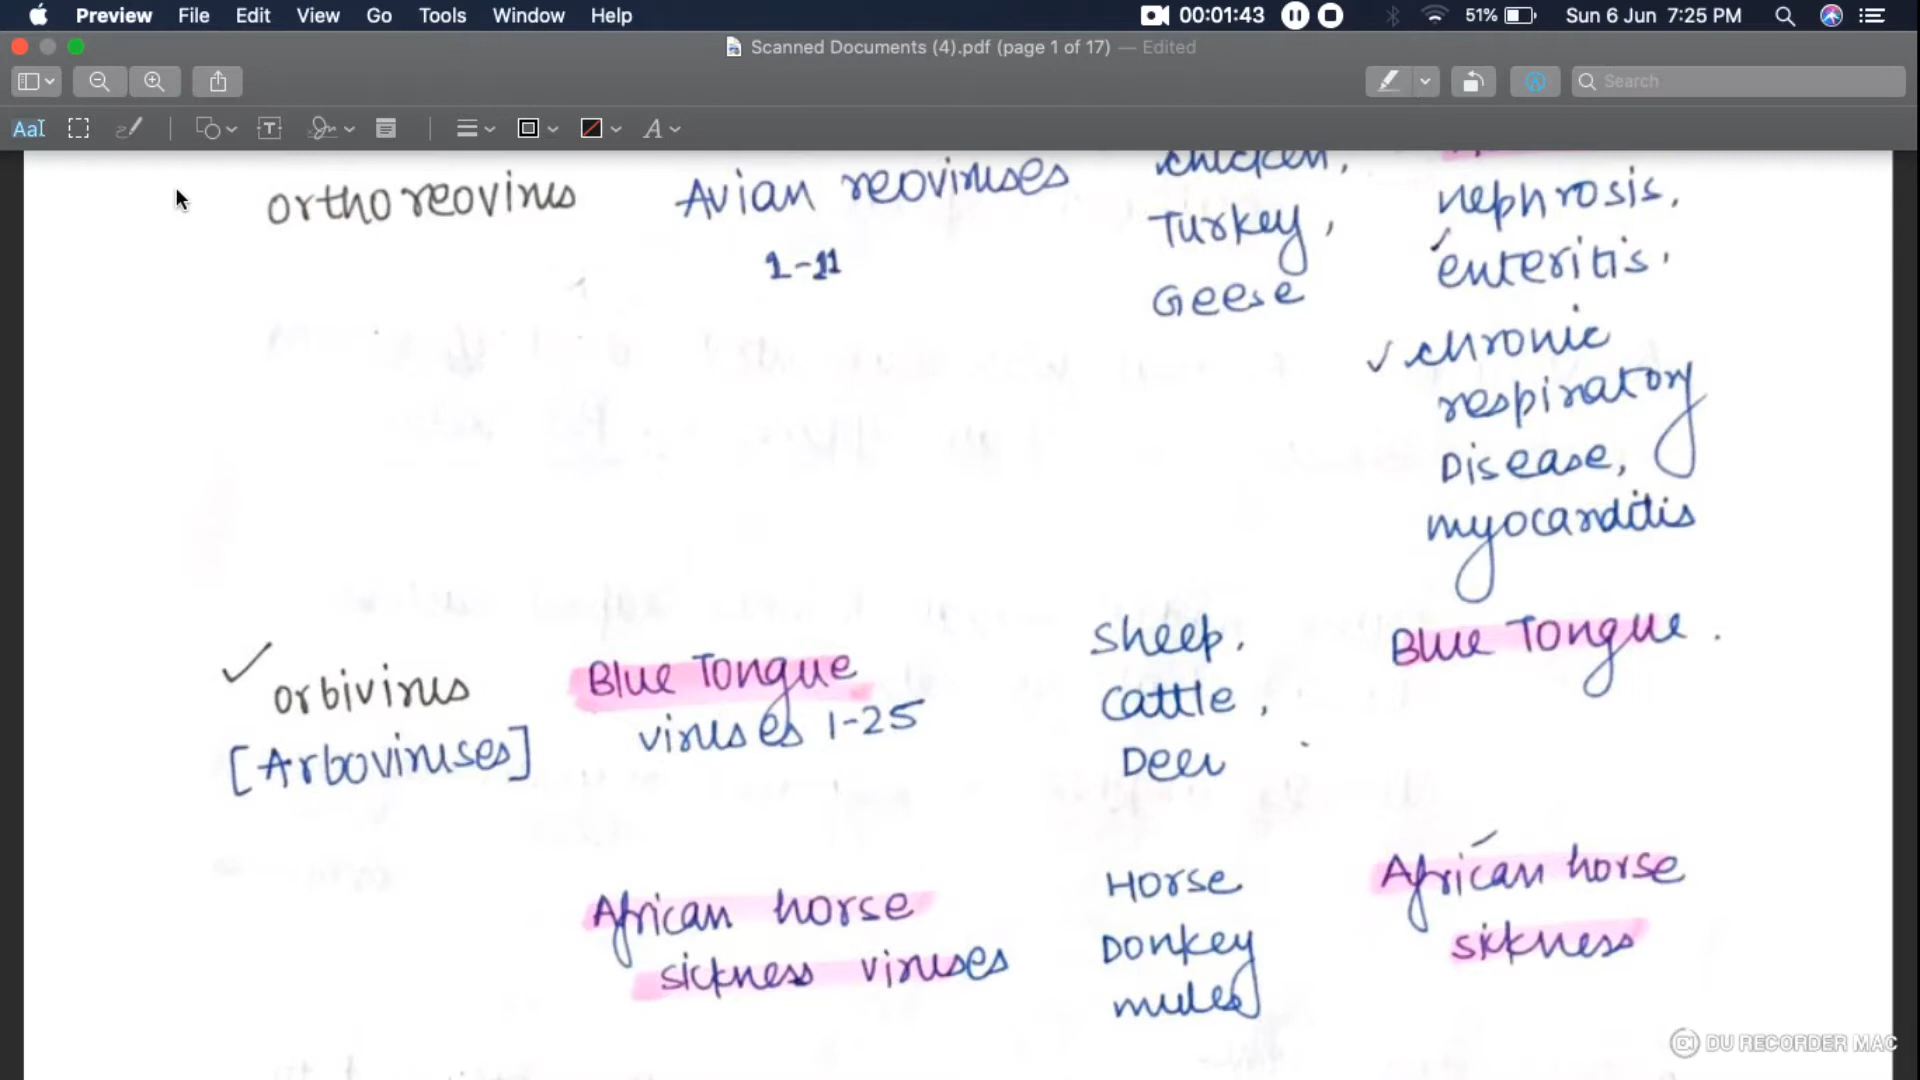 Preview File Edit View Go Tools Window Help 00:01:43 51% Sun 6 Jun 7:25 PM
Scanned Documents (4).pdf (page 1 of 17) — Edited
Search
AaI T A
chicken,
orthoreovirus Avian reoviruses nephrosis,
Turkey,
1-11 enteritis.
Geese
chronic
respiratory
Disease,
myocarditis
Sheep, Blue Tongue.
orbivirus Blue Tongue
Cattle,
[Arboviruses] viruses 1-25
Deer
Horse African horse
African horse
Donkey sickness
sickness viruses
mules
DU RECORDER MAC